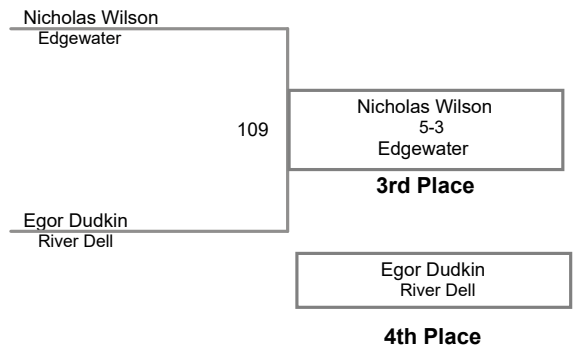 Nicholas Wilson
Edgewater
109
Nicholas Wilson
5-3
Edgewater
3rd Place
Egor Dudkin
River Dell
Egor Dudkin
River Dell
4th Place